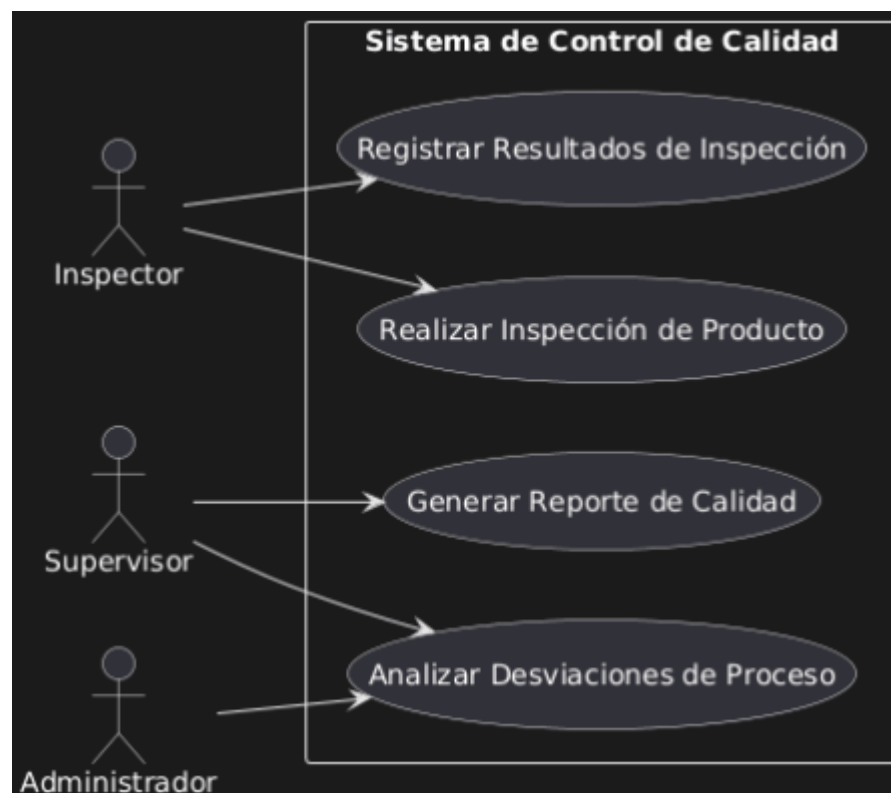 Sistema de Control de Calidad
Registrar Resultados de Inspección
Inspector
Realizar Inspección de Producto
Generar Reporte de Calidad
Supervisor
Analizar Desviaciones de Proceso
Administrador